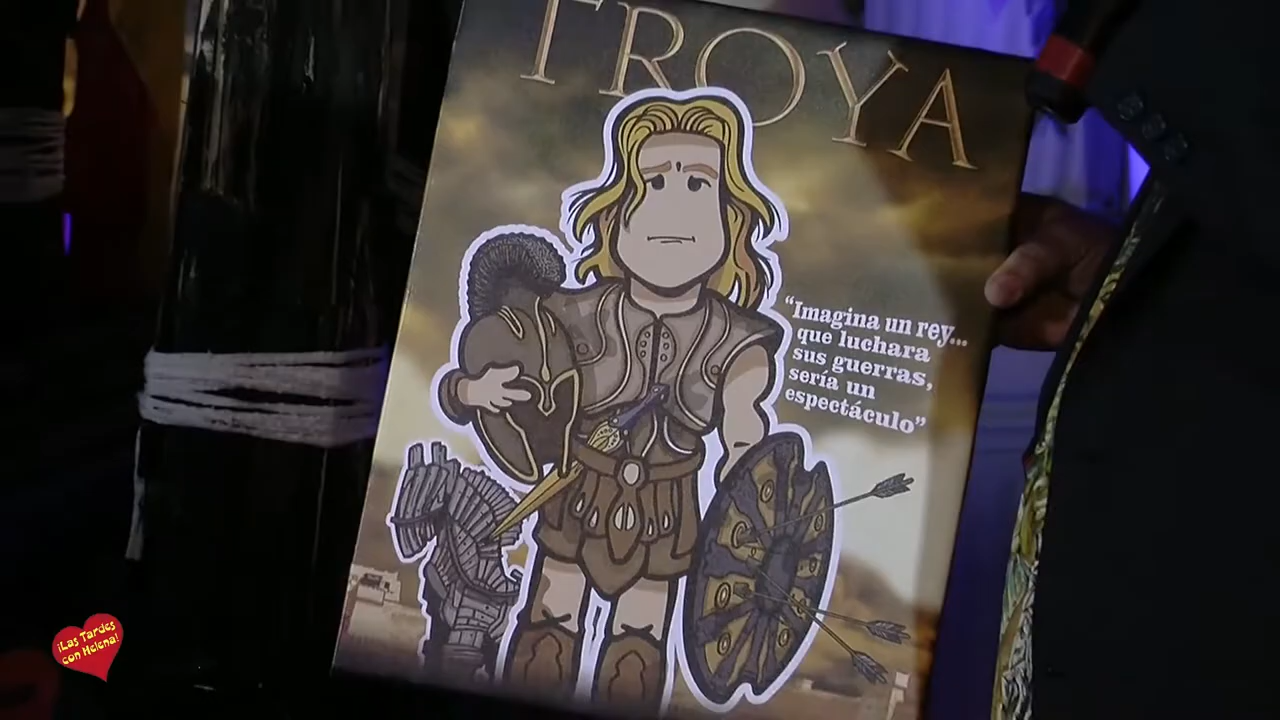 TROYA
“Imagina un rey...
que luchara
sus guerras,
sería un
espectáculo”
¡Las Tardes
con Helena!